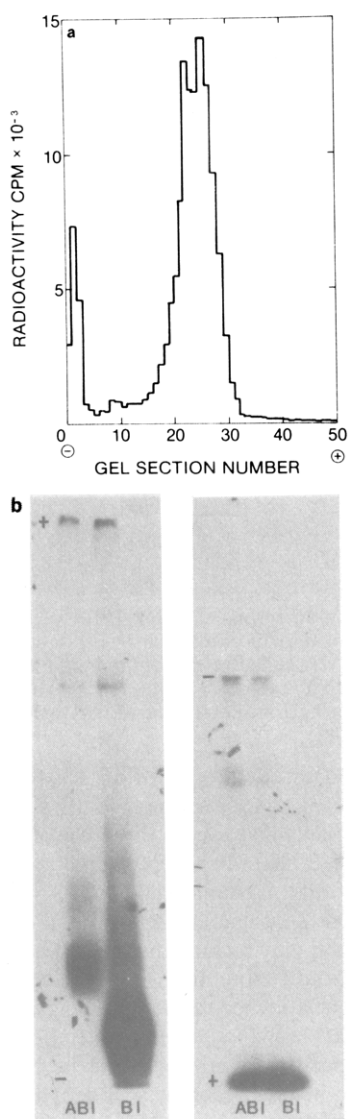 a
15
10
5
RADIOACTIVITY CPM × 10⁻³
0 10 20 30 40 50
⊖ ⊕
GEL SECTION NUMBER
b
+
−
−
+
ABI BI
ABI BI